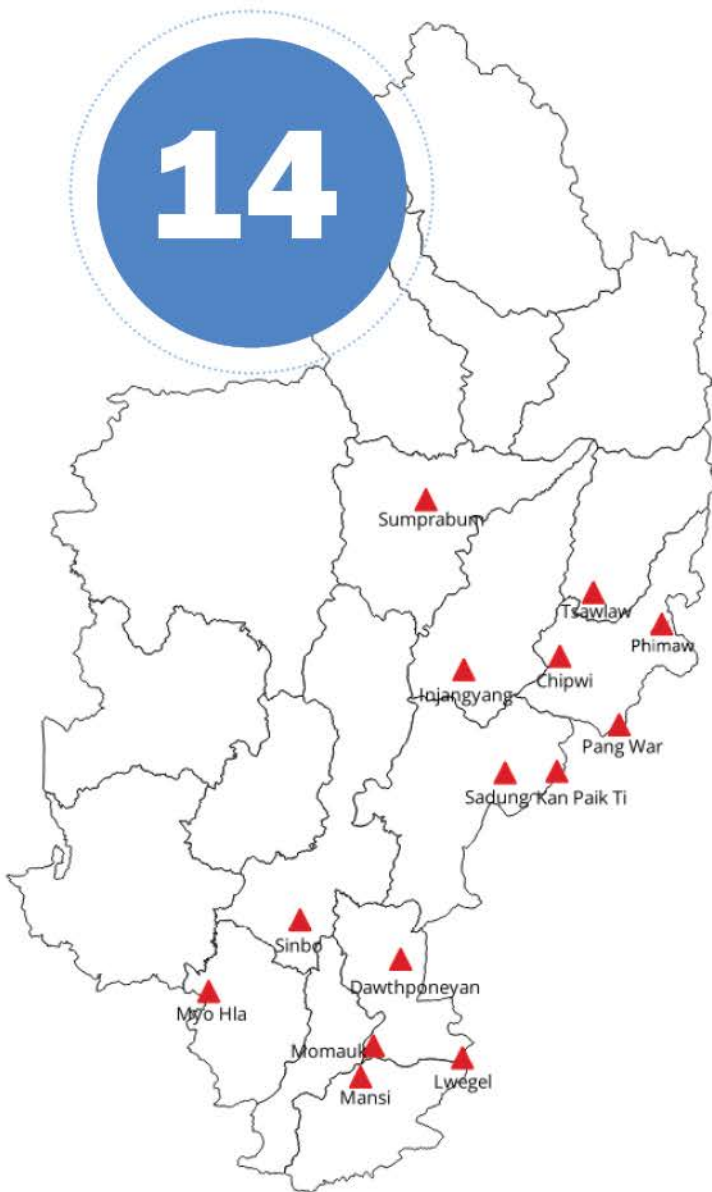 14
Sumprabum
Tsawlaw
Phimaw
Chipwi
Injangyang
Pang War
Sadung Kan Paik Ti
Sinbo
Dawthponeyan
Myo Hla
Momauk
Lwegel
Mansi